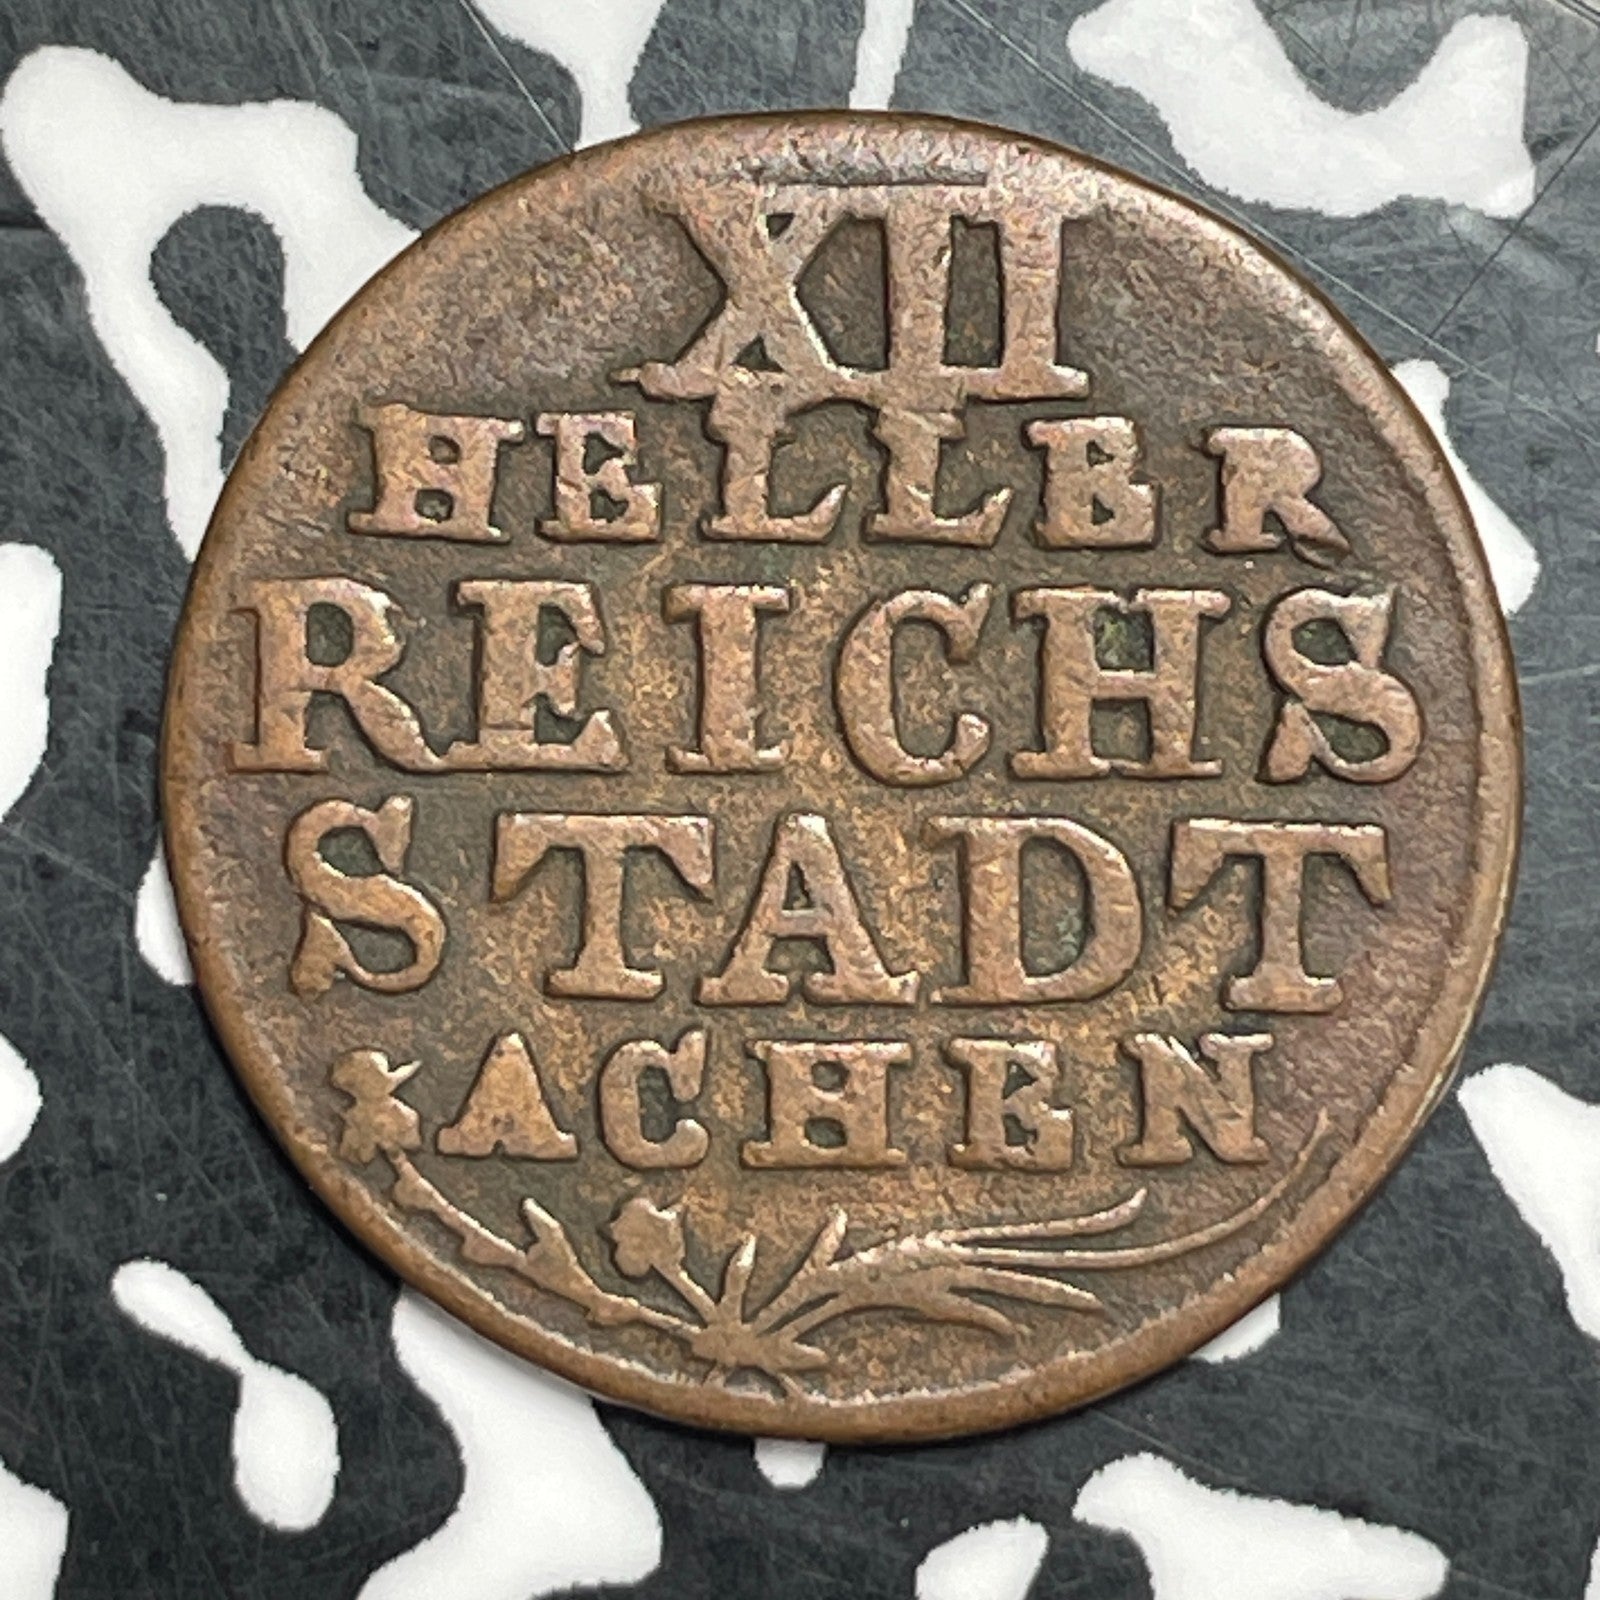 XII
HELLER
REICHS
STADT
ACHEN